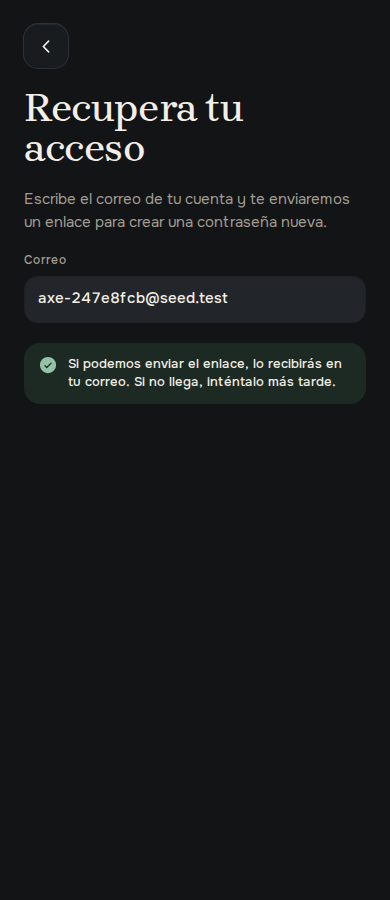 Recupera tu
acceso
Escribe el correo de tu cuenta y te enviaremos
un enlace para crear una contraseña nueva.
Correo
axe-247e8fcb@seed.test
Si podemos enviar el enlace, lo recibirás en
tu correo. Si no llega, inténtalo más tarde.